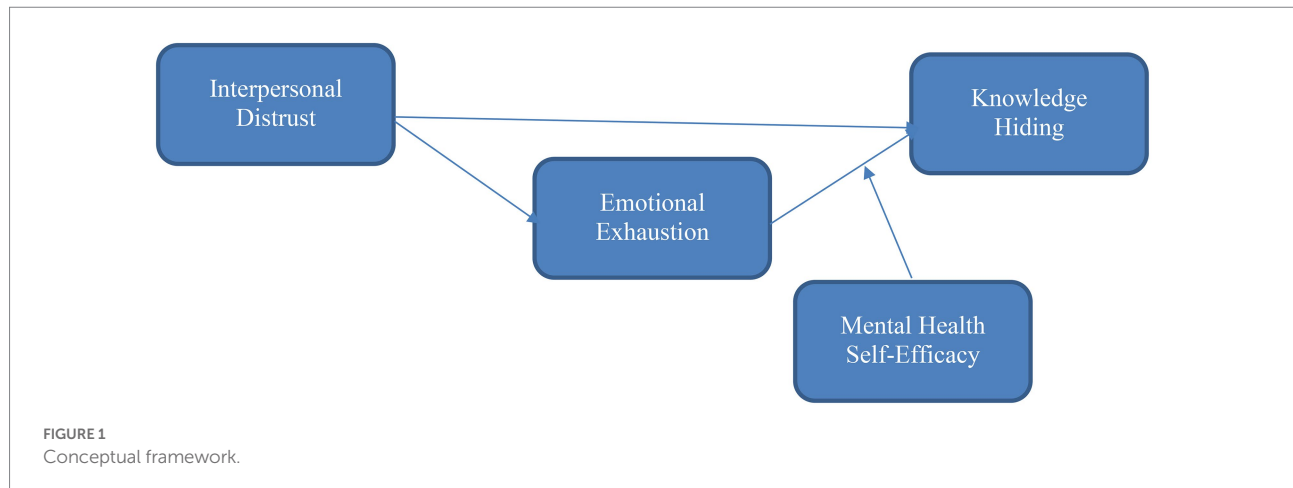 Interpersonal
Distrust
Knowledge
Hiding
Emotional
Exhaustion
Mental Health
Self-Efficacy
FIGURE 1
Conceptual framework.